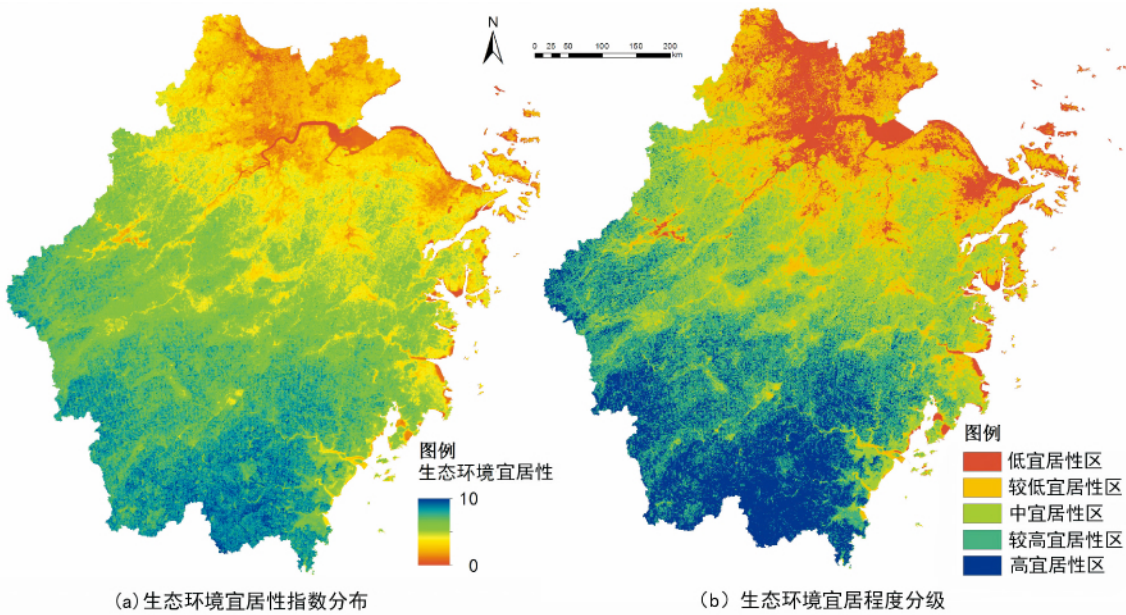 N
0 25 50 100 150 200
km
图例
生态环境宜居性
10
0
图例
低宜居性区
较低宜居性区
中宜居性区
较高宜居性区
高宜居性区
(a)生态环境宜居性指数分布
(b) 生态环境宜居程度分级